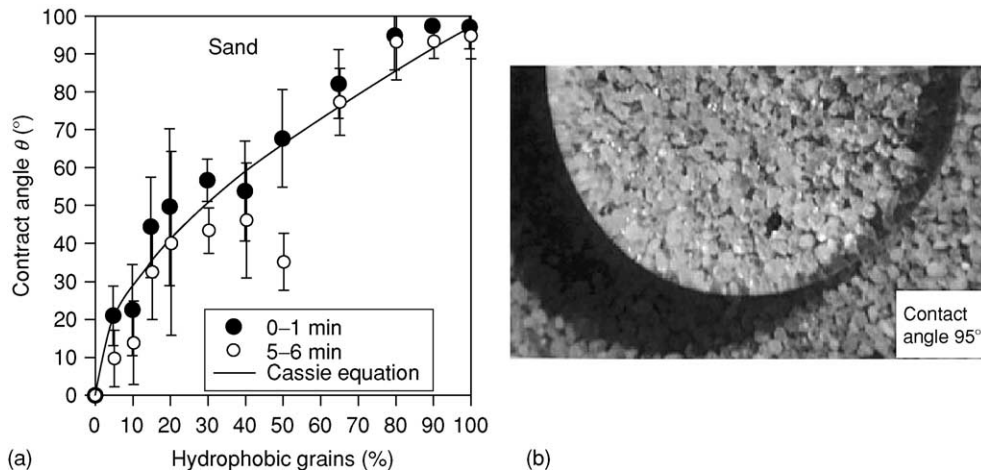 100
90
80
70
60
50
40
30
20
10
0
Contract angle θ (°)
Sand
0–1 min
5–6 min
Cassie equation
0 10 20 30 40 50 60 70 80 90 100
Hydrophobic grains (%)
(a)
Contact
angle 95°
(b)